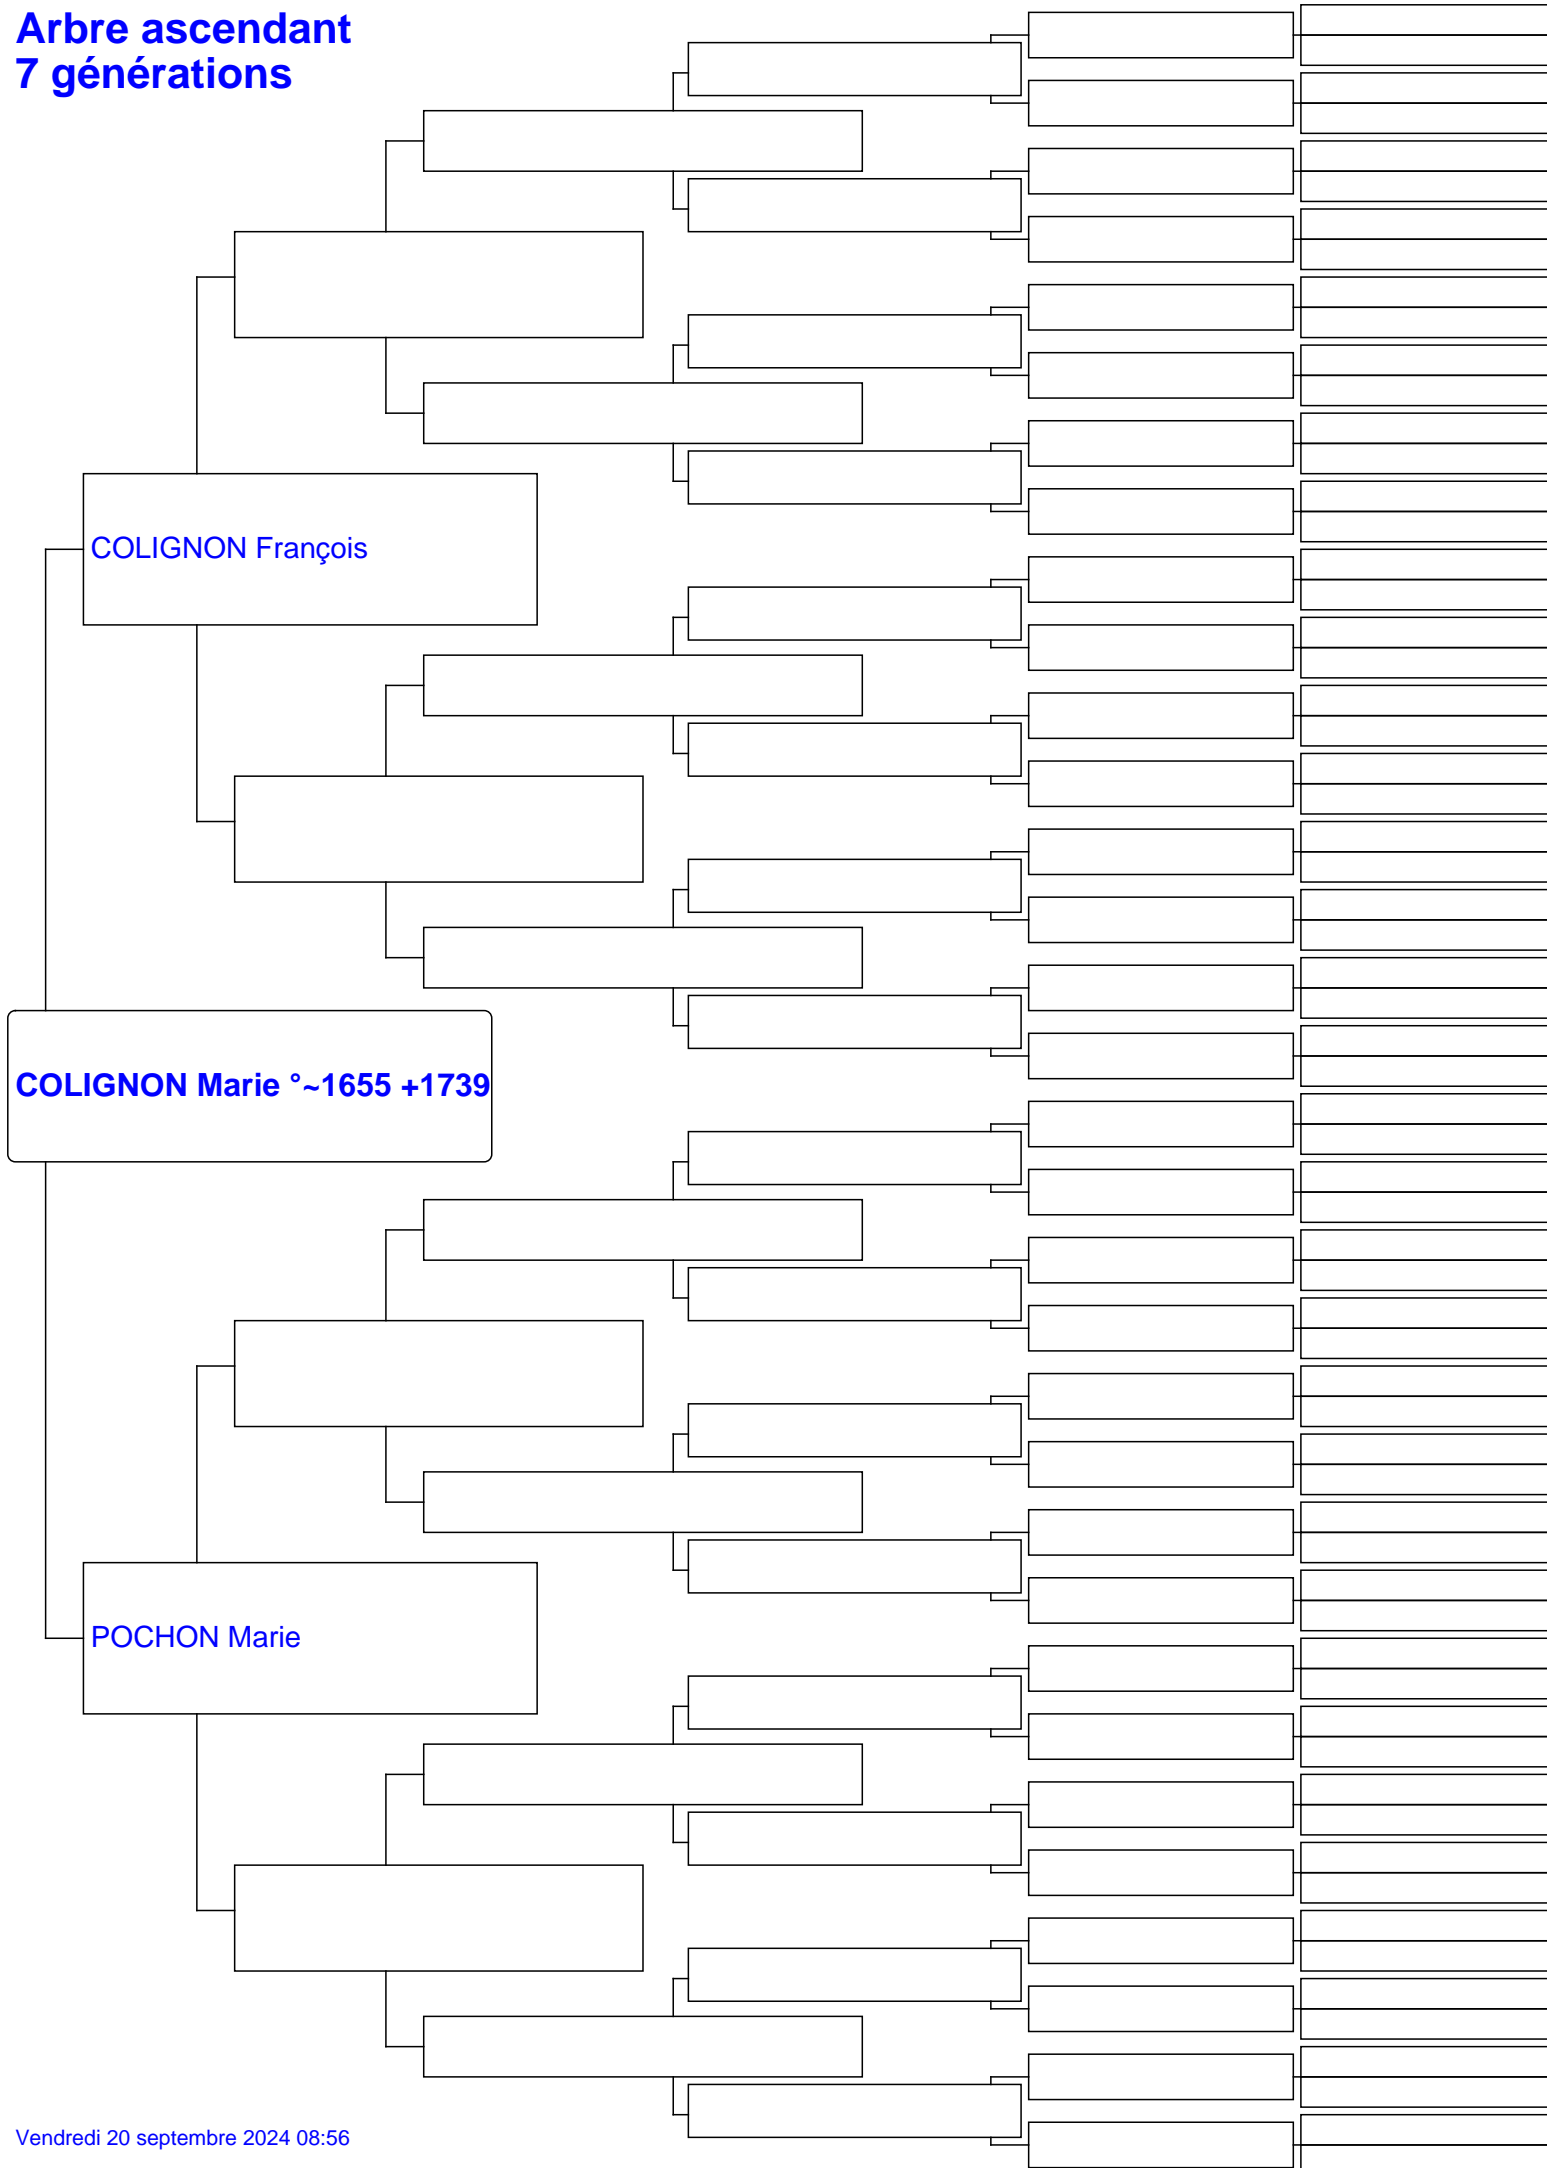 Arbre ascendant
7 générations
COLIGNON François
COLIGNON Marie °~1655 +1739
POCHON Marie
Vendredi 20 septembre 2024 08:56